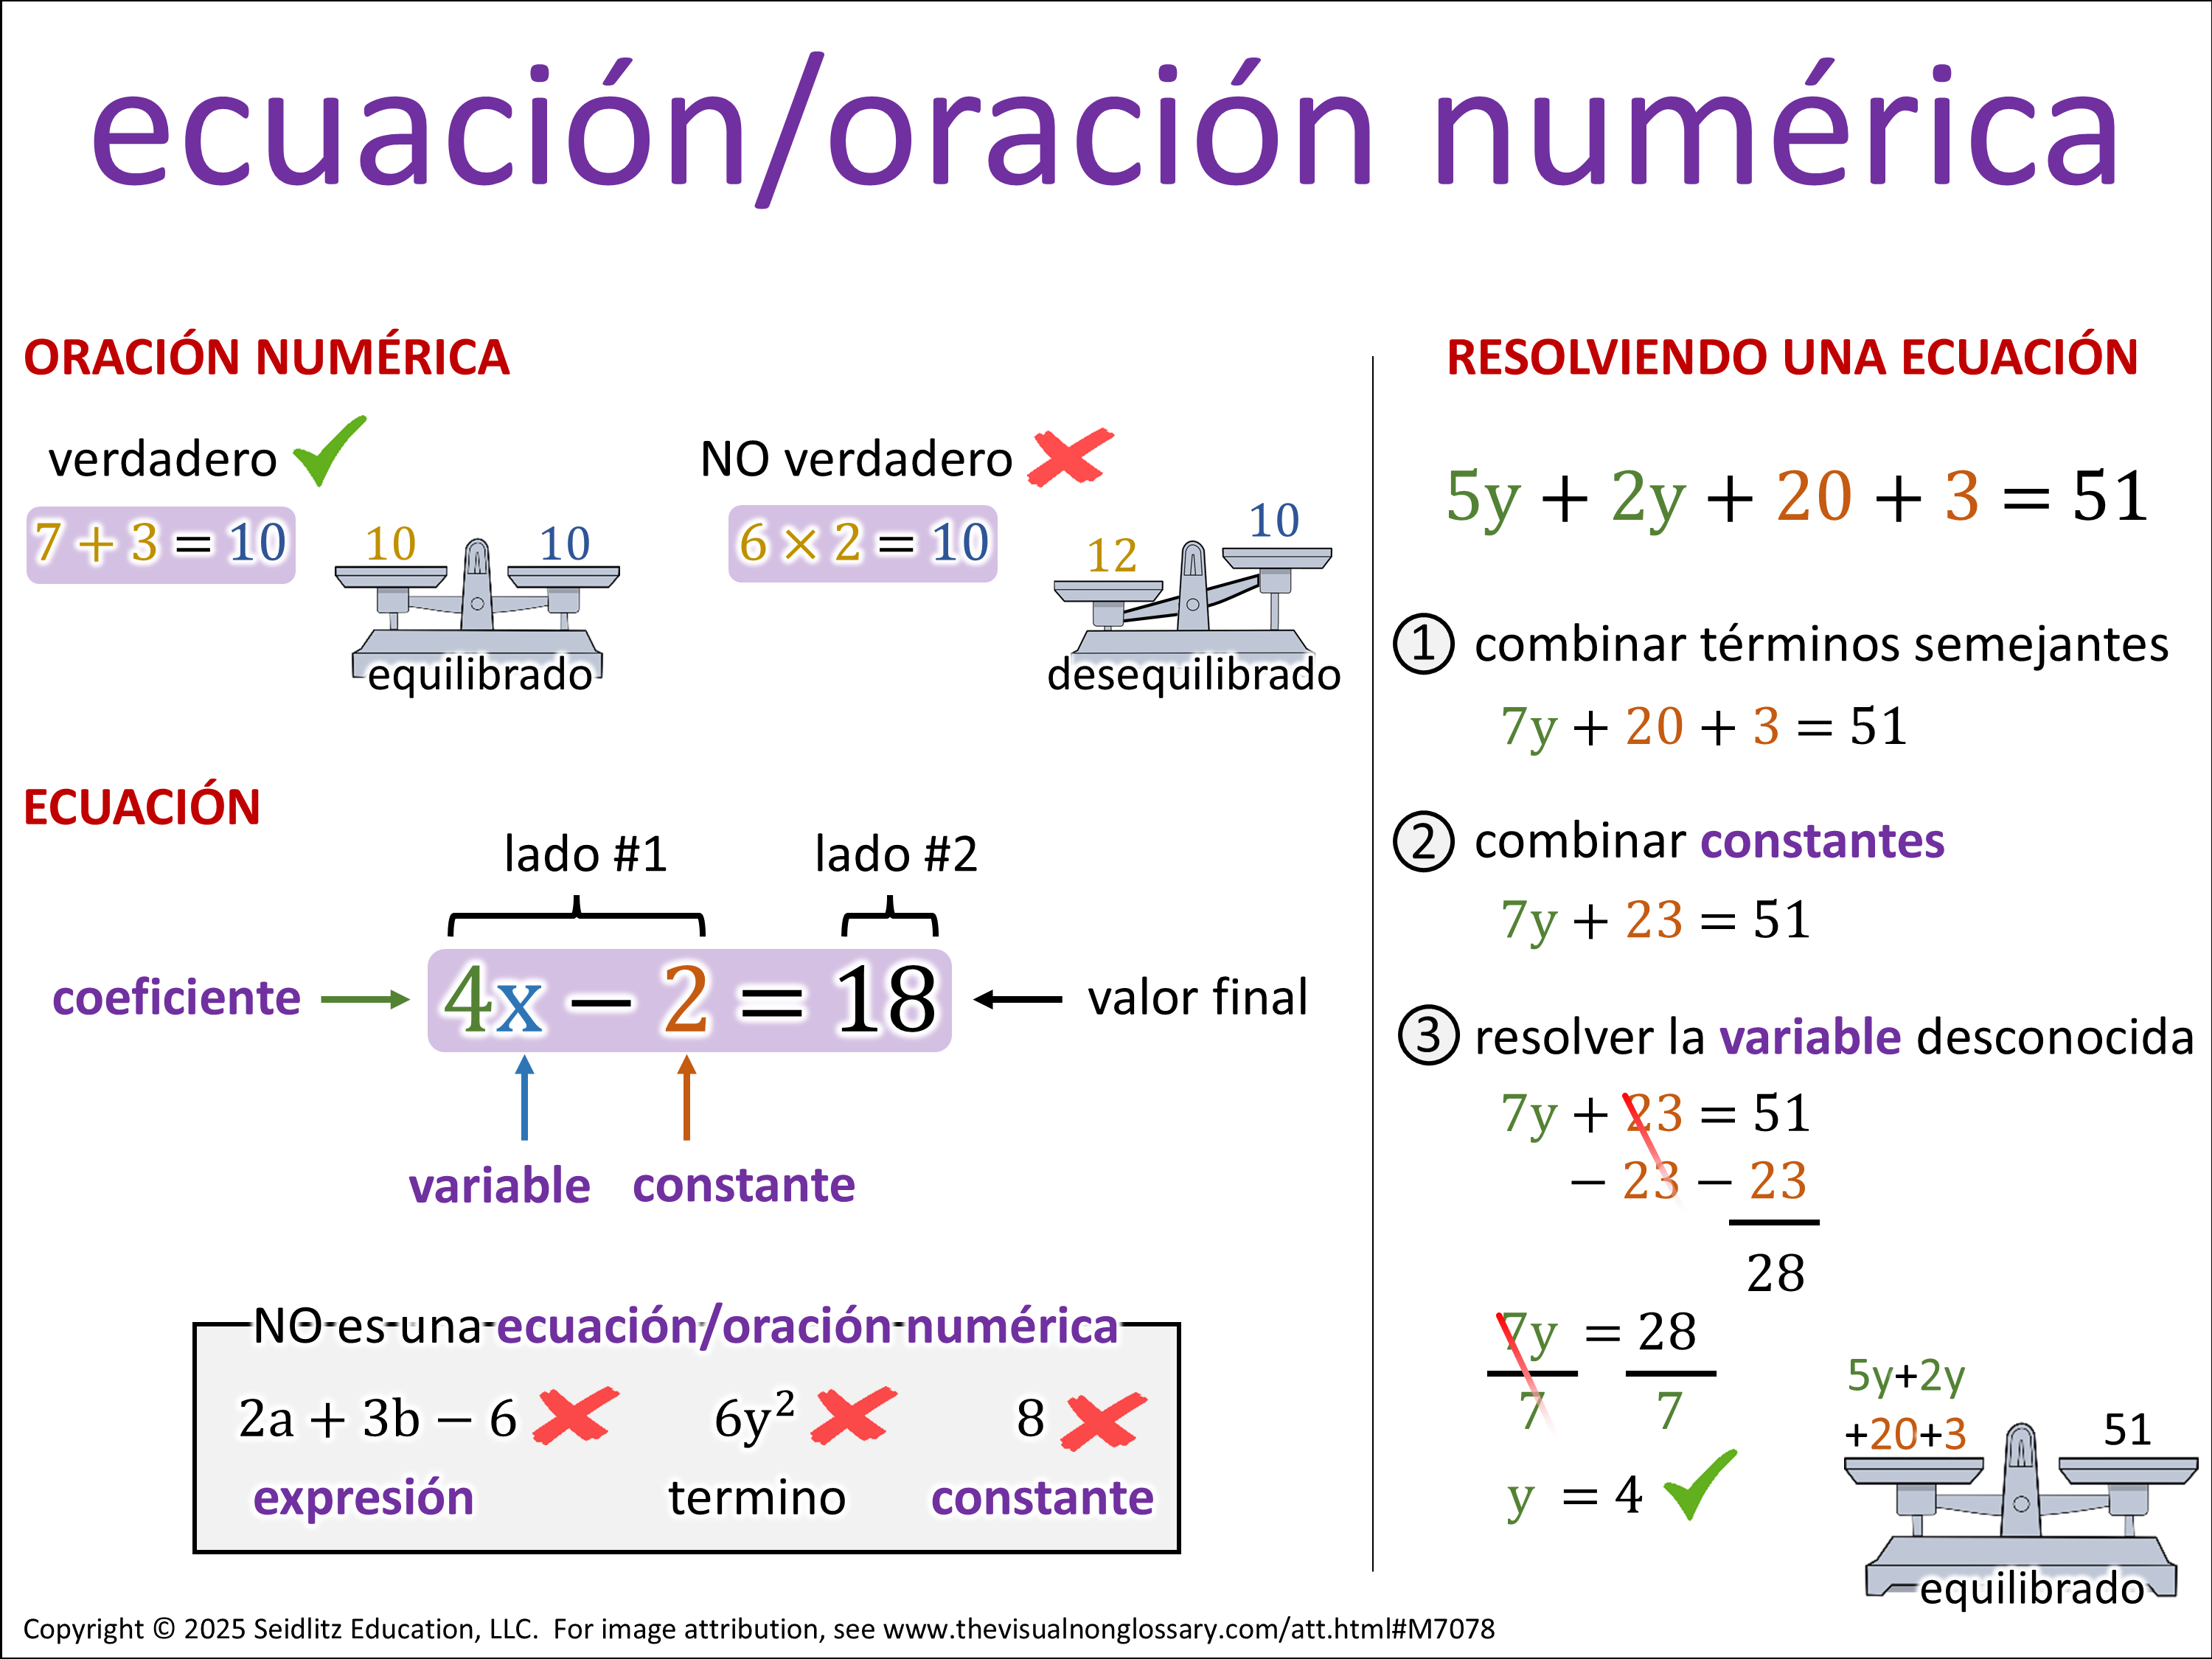 ecuación/oración numérica
ORACIÓN NUMÉRICA
verdadero
7 + 3 = 10
10
10
equilibrado
NO verdadero
6 × 2 = 10
12
10
desequilibrado
ECUACIÓN
lado #1
lado #2
coeficiente
4x − 2 = 18
valor final
variable
constante
NO es una ecuación/oración numérica
2a + 3b − 6
6y²
8
expresión
termino
constante
RESOLVIENDO UNA ECUACIÓN
5y + 2y + 20 + 3 = 51
1 combinar términos semejantes
7y + 20 + 3 = 51
2 combinar constantes
7y + 23 = 51
3 resolver la variable desconocida
7y + 23 = 51
− 23 − 23
28
7y = 28
7 7
y = 4
5y+2y
+20+3
51
equilibrado
Copyright © 2025 Seidlitz Education, LLC. For image attribution, see www.thevisualnonglossary.com/att.html#M7078